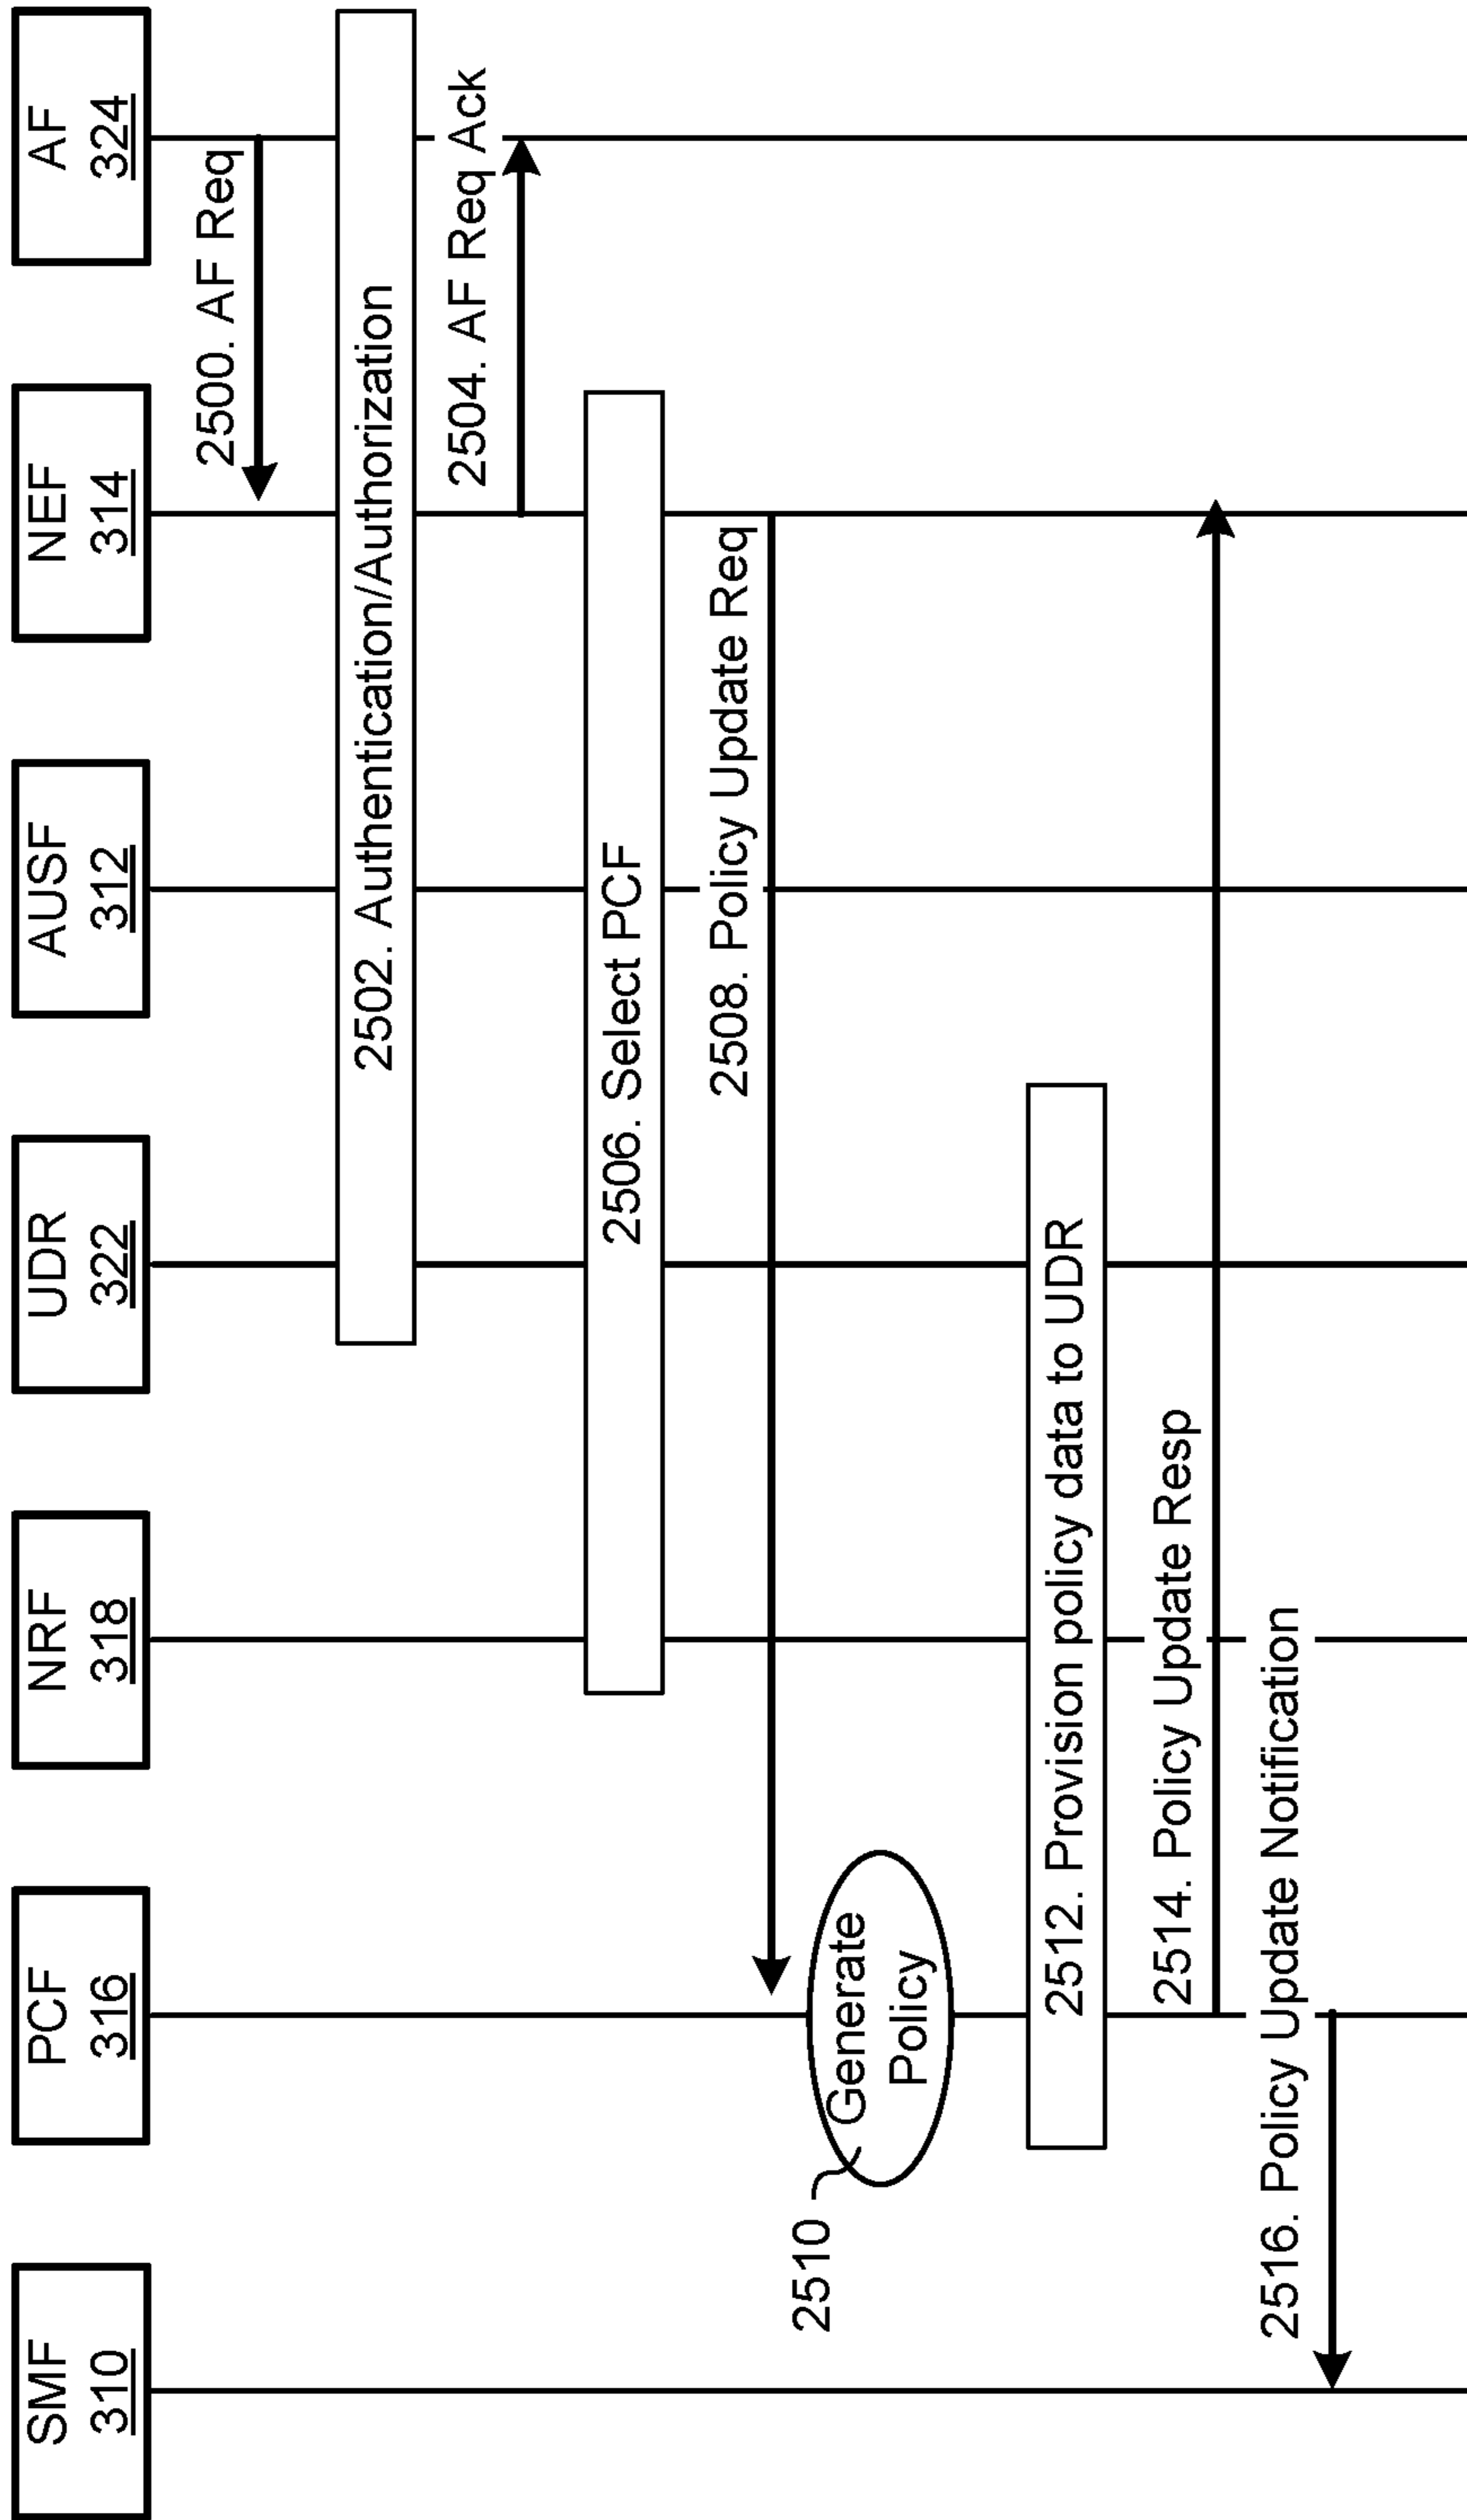 SMF
310
PCF
316
NRF
318
UDR
322
AUSF
312
NEF
314
AF
324
2500. AF Req
2502. Authentication/Authorization
2504. AF Req Ack
2506. Select PCF
2508. Policy Update Req
2510
Generate
Policy
2512. Provision policy data to UDR
2514. Policy Update Resp
2516. Policy Update Notification